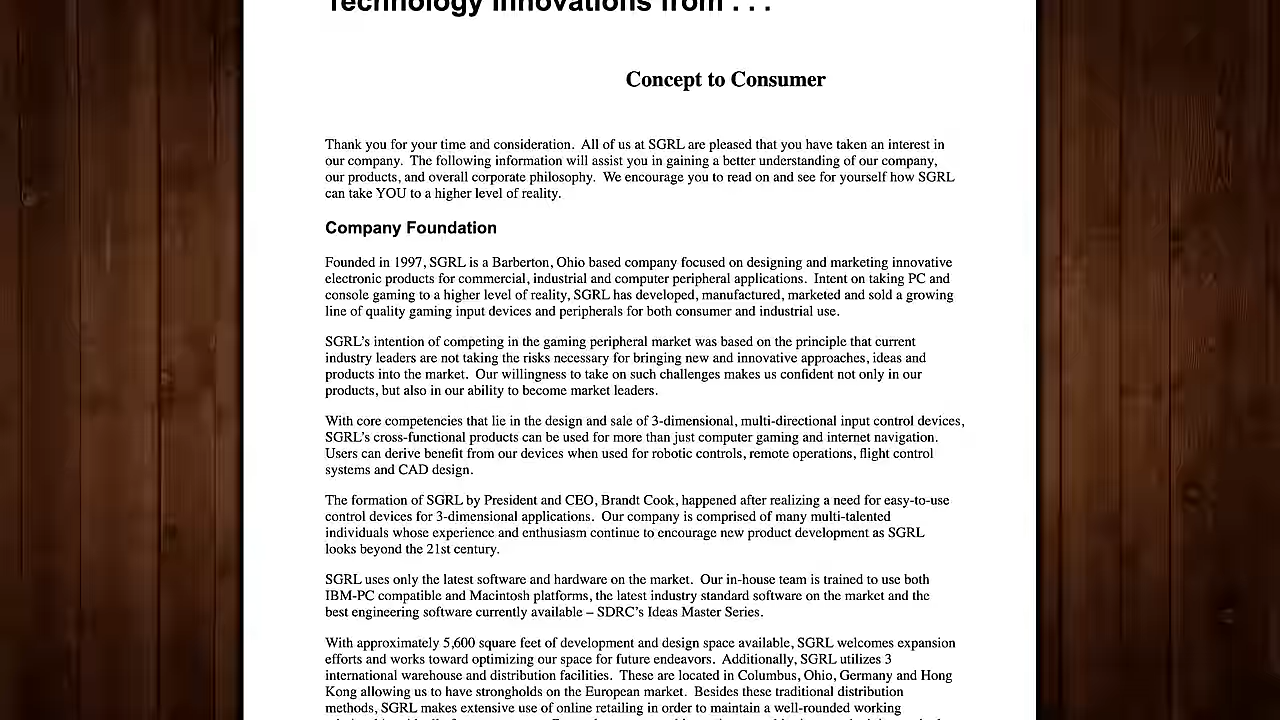 Technology Innovations from . . .
Concept to Consumer
Thank you for your time and consideration.  All of us at SGRL are pleased that you have taken an interest in
our company.  The following information will assist you in gaining a better understanding of our company,
our products, and overall corporate philosophy.  We encourage you to read on and see for yourself how SGRL
can take YOU to a higher level of reality.
Company Foundation
Founded in 1997, SGRL is a Barberton, Ohio based company focused on designing and marketing innovative
electronic products for commercial, industrial and computer peripheral applications.  Intent on taking PC and
console gaming to a higher level of reality, SGRL has developed, manufactured, marketed and sold a growing
line of quality gaming input devices and peripherals for both consumer and industrial use.
SGRL’s intention of competing in the gaming peripheral market was based on the principle that current
industry leaders are not taking the risks necessary for bringing new and innovative approaches, ideas and
products into the market.  Our willingness to take on such challenges makes us confident not only in our
products, but also in our ability to become market leaders.
With core competencies that lie in the design and sale of 3-dimensional, multi-directional input control devices,
SGRL’s cross-functional products can be used for more than just computer gaming and internet navigation.
Users can derive benefit from our devices when used for robotic controls, remote operations, flight control
systems and CAD design.
The formation of SGRL by President and CEO, Brandt Cook, happened after realizing a need for easy-to-use
control devices for 3-dimensional applications.  Our company is comprised of many multi-talented
individuals whose experience and enthusiasm continue to encourage new product development as SGRL
looks beyond the 21st century.
SGRL uses only the latest software and hardware on the market.  Our in-house team is trained to use both
IBM-PC compatible and Macintosh platforms, the latest industry standard software on the market and the
best engineering software currently available – SDRC’s Ideas Master Series.
With approximately 5,600 square feet of development and design space available, SGRL welcomes expansion
efforts and works toward optimizing our space for future endeavors.  Additionally, SGRL utilizes 3
international warehouse and distribution facilities.  These are located in Columbus, Ohio, Germany and Hong
Kong allowing us to have strongholds on the European market.  Besides these traditional distribution
methods, SGRL makes extensive use of online retailing in order to maintain a well-rounded working